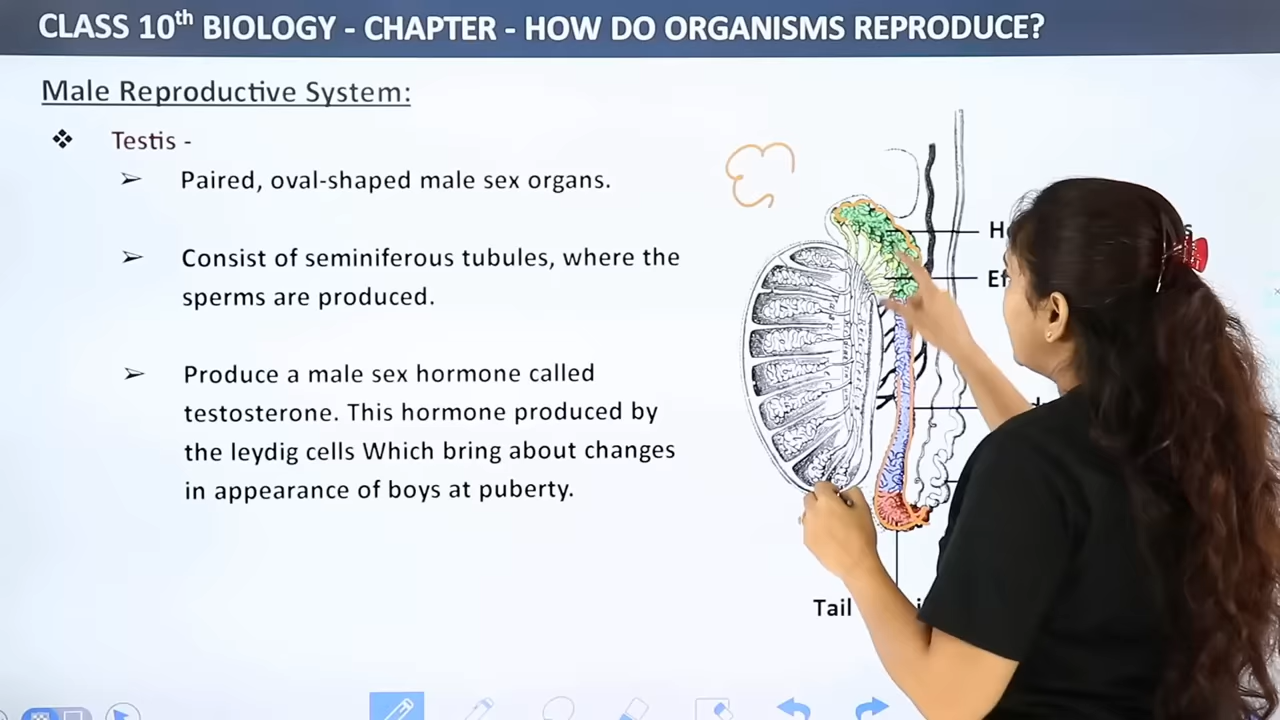 CLASS 10th BIOLOGY - CHAPTER - HOW DO ORGANISMS REPRODUCE?
Male Reproductive System:
❖ Testis -
➢ Paired, oval-shaped male sex organs.
➢ Consist of seminiferous tubules, where the
sperms are produced.
➢ Produce a male sex hormone called
testosterone. This hormone produced by
the leydig cells Which bring about changes
in appearance of boys at puberty.
Tail